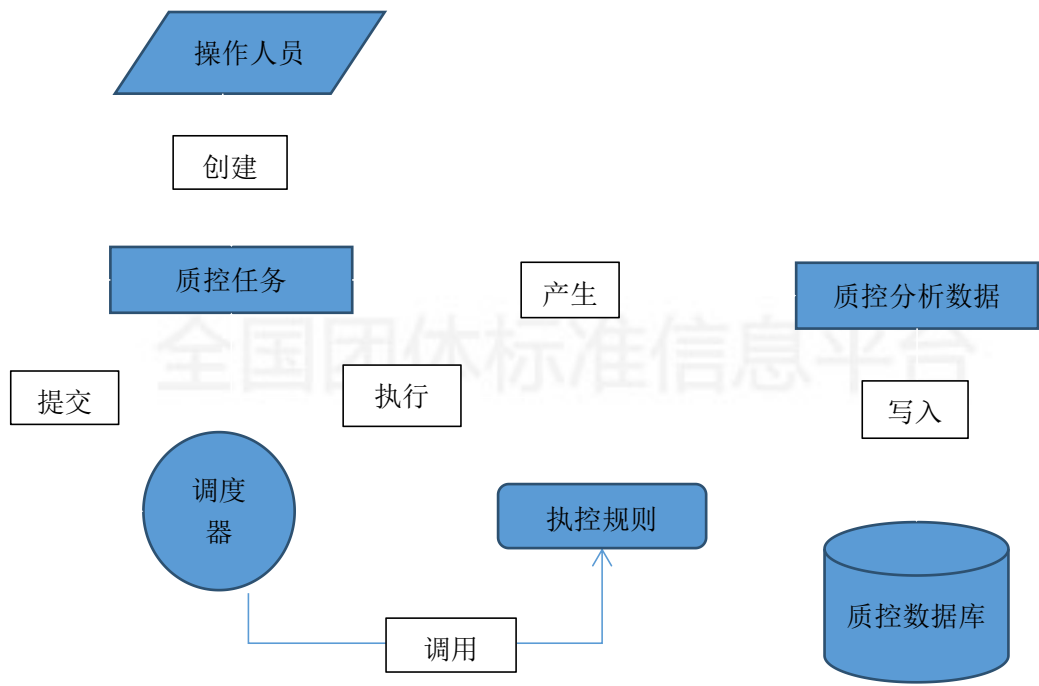 操作人员
创建
质控任务
产生
质控分析数据
全国团体标准信息平台
提交
执行
写入
调度
器
执控规则
质控数据库
调用